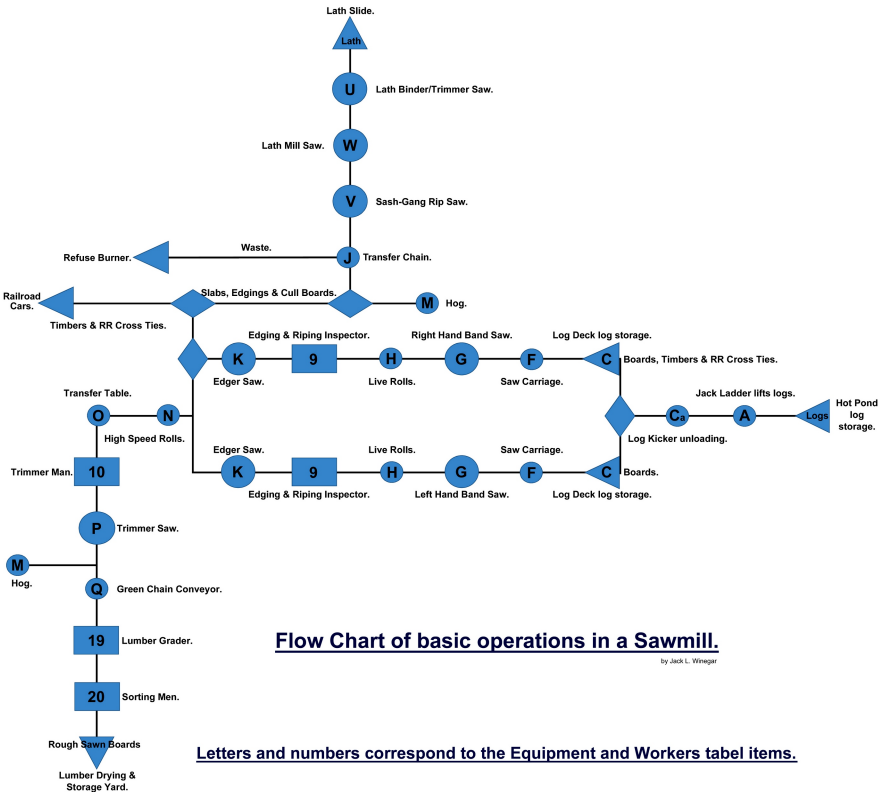 Lath Slide.
Lath
U
Lath Binder/Trimmer Saw.
Lath Mill Saw.
W
V
Sash-Gang Rip Saw.
Refuse Burner.
Waste.
J
Transfer Chain.
Railroad
Cars.
Timbers & RR Cross Ties.
Slabs, Edgings & Cull Boards.
M
Hog.
Edging & Riping Inspector.
Right Hand Band Saw.
Log Deck log storage.
K
9
H
G
F
C
Boards, Timbers & RR Cross Ties.
Edger Saw.
Live Rolls.
Saw Carriage.
Transfer Table.
O
N
High Speed Rolls.
Jack Ladder lifts logs.
Ca
A
Logs
Hot Pond
log
storage.
Log Kicker unloading.
Edger Saw.
Live Rolls.
Saw Carriage.
Trimmer Man.
10
K
9
H
G
F
C
Boards.
Edging & Riping Inspector.
Left Hand Band Saw.
Log Deck log storage.
P
Trimmer Saw.
M
Hog.
Q
Green Chain Conveyor.
19
Lumber Grader.
20
Sorting Men.
Rough Sawn Boards
Lumber Drying &
Storage Yard.
Flow Chart of basic operations in a Sawmill.
by Jack L. Winegar
Letters and numbers correspond to the Equipment and Workers tabel items.